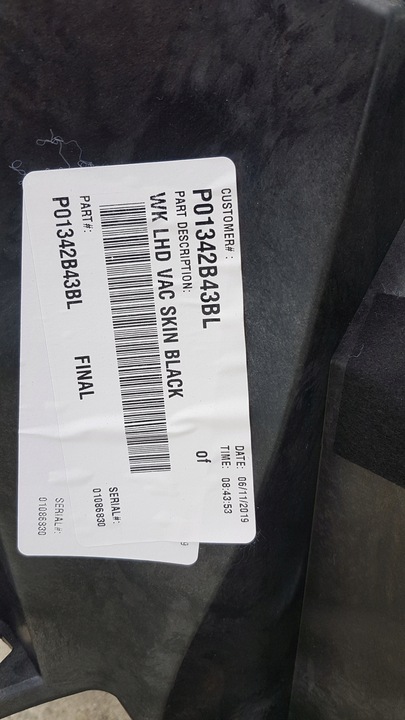 CUSTOMER#:
DATE: 06/11/2019
TIME: 08:43:53
P01342B43BL
of
PART DESCRIPTION:
WK LHD VAC SKIN BLACK
SERIAL#:
01086830
PART#:
P01342B43BL FINAL
SERIAL#:
01086830